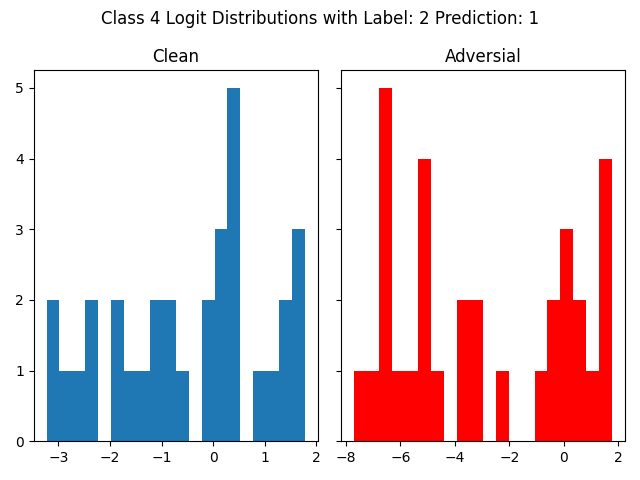 Class 4 Logit Distributions with Label: 2 Prediction: 1
Clean
Adversial
5
4
3
2
1
0
−3 −2 −1 0 1 2
−8 −6 −4 −2 0 2